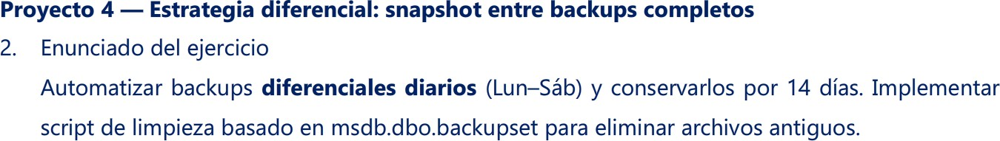 Proyecto 4 — Estrategia diferencial: snapshot entre backups completos
2. Enunciado del ejercicio
Automatizar backups diferenciales diarios (Lun–Sáb) y conservarlos por 14 días. Implementar
script de limpieza basado en msdb.dbo.backupset para eliminar archivos antiguos.